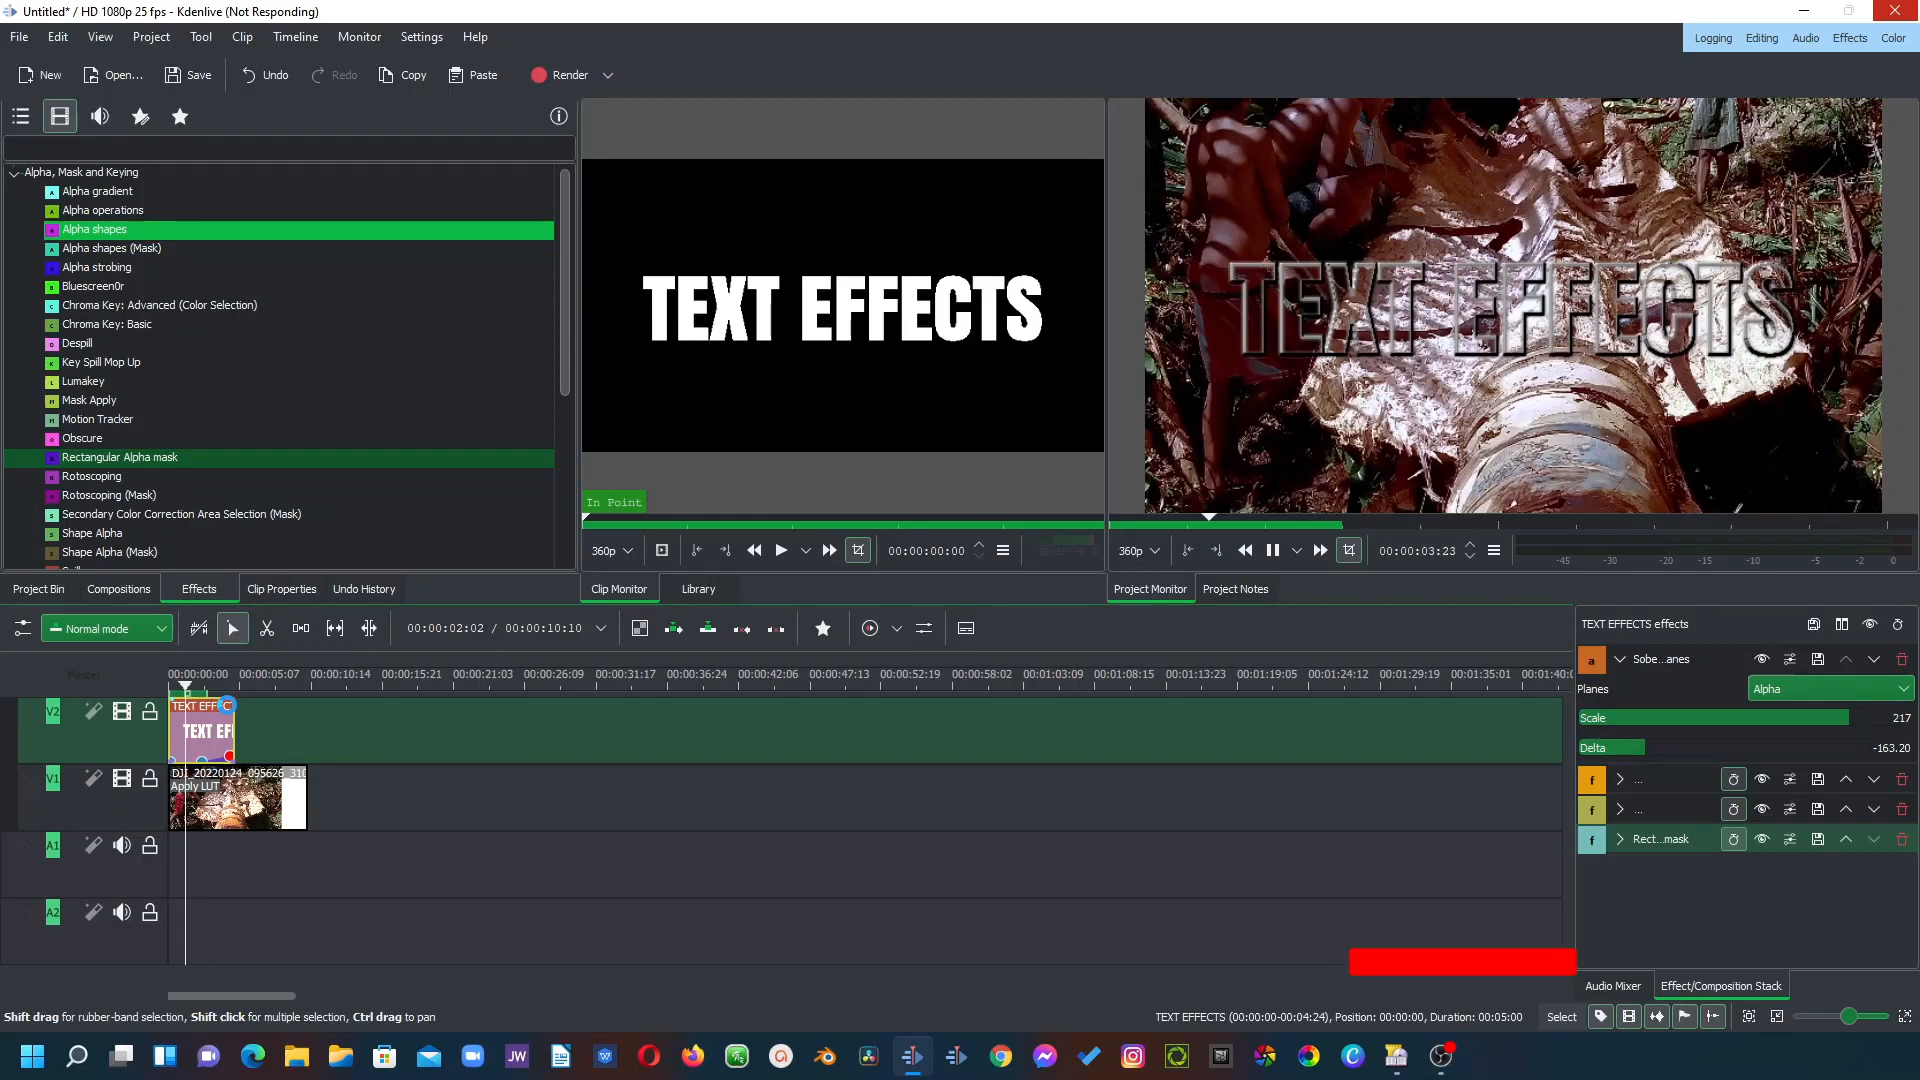 Untitled* / HD 1080p 25 fps - Kdenlive (Not Responding)
File Edit View Project Tool Clip Timeline Monitor Settings Help
Logging Editing Audio Effects Color
New Open... Save Undo Redo Copy Paste Render
Alpha, Mask and Keying
Alpha gradient
Alpha operations
Alpha shapes
Alpha shapes (Mask)
Alpha strobing
Bluescreen0r
Chroma Key: Advanced (Color Selection)
Chroma Key: Basic
Despill
Key Spill Mop Up
Lumakey
Mask Apply
Motion Tracker
Obscure
Rectangular Alpha mask
Rotoscoping
Rotoscoping (Mask)
Secondary Color Correction Area Selection (Mask)
Shape Alpha
Shape Alpha (Mask)
TEXT EFFECTS
In Point
360p 00:00:00:00
TEXT EFFECTS
360p 00:00:03:23
-45 -20 -15 -10 -5 -2 0
Project Bin Compositions Effects Clip Properties Undo History
Clip Monitor Library
Project Monitor Project Notes
Normal mode 00:00:02:02 / 00:00:10:10
Master 00:00:00:00 00:00:05:07 00:00:10:14 00:00:15:21 00:00:21:03 00:00:26:09 00:00:31:17 00:00:36:24 00:00:42:06 00:00:47:13 00:00:52:19 00:00:58:02 00:01:03:09 00:01:08:15 00:01:13:23 00:01:19:05 00:01:24:12 00:01:29:19 00:01:35:01 00:01:40:0
V2 TEXT EFFEC
TEXT EF
V1 DJI_20220124_095626_310
Apply LUT
A1
A2
TEXT EFFECTS effects
a Sobe...anes
Planes Alpha
Scale 217
Delta -163.20
f ...
f ...
f Rect...mask
Audio Mixer Effect/Composition Stack
Shift drag for rubber-band selection, Shift click for multiple selection, Ctrl drag to pan
TEXT EFFECTS (00:00:00-00:04:24), Position: 00:00:00, Duration: 00:05:00 Select
JW